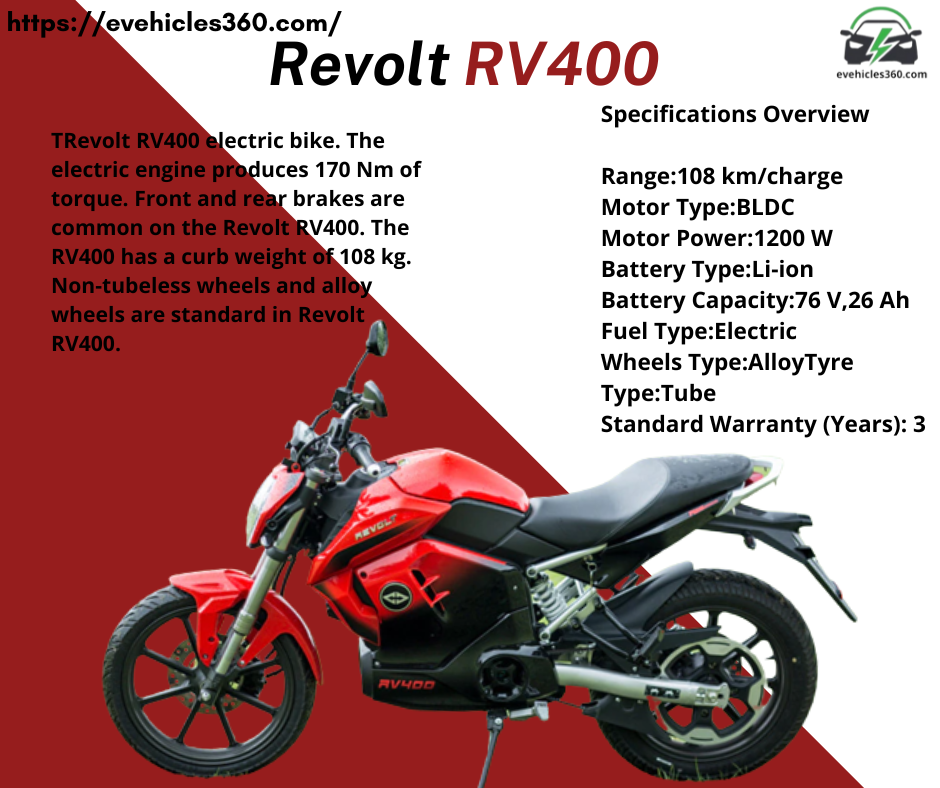 https://evehicles360.com/
Revolt RV400
evehicles360.com
TRevolt RV400 electric bike. The
electric engine produces 170 Nm of
torque. Front and rear brakes are
common on the Revolt RV400. The
RV400 has a curb weight of 108 kg.
Non-tubeless wheels and alloy
wheels are standard in Revolt
RV400.
Specifications Overview
Range:108 km/charge
Motor Type:BLDC
Motor Power:1200 W
Battery Type:Li-ion
Battery Capacity:76 V,26 Ah
Fuel Type:Electric
Wheels Type:AlloyTyre
Type:Tube
Standard Warranty (Years): 3
REVOLT
RV400